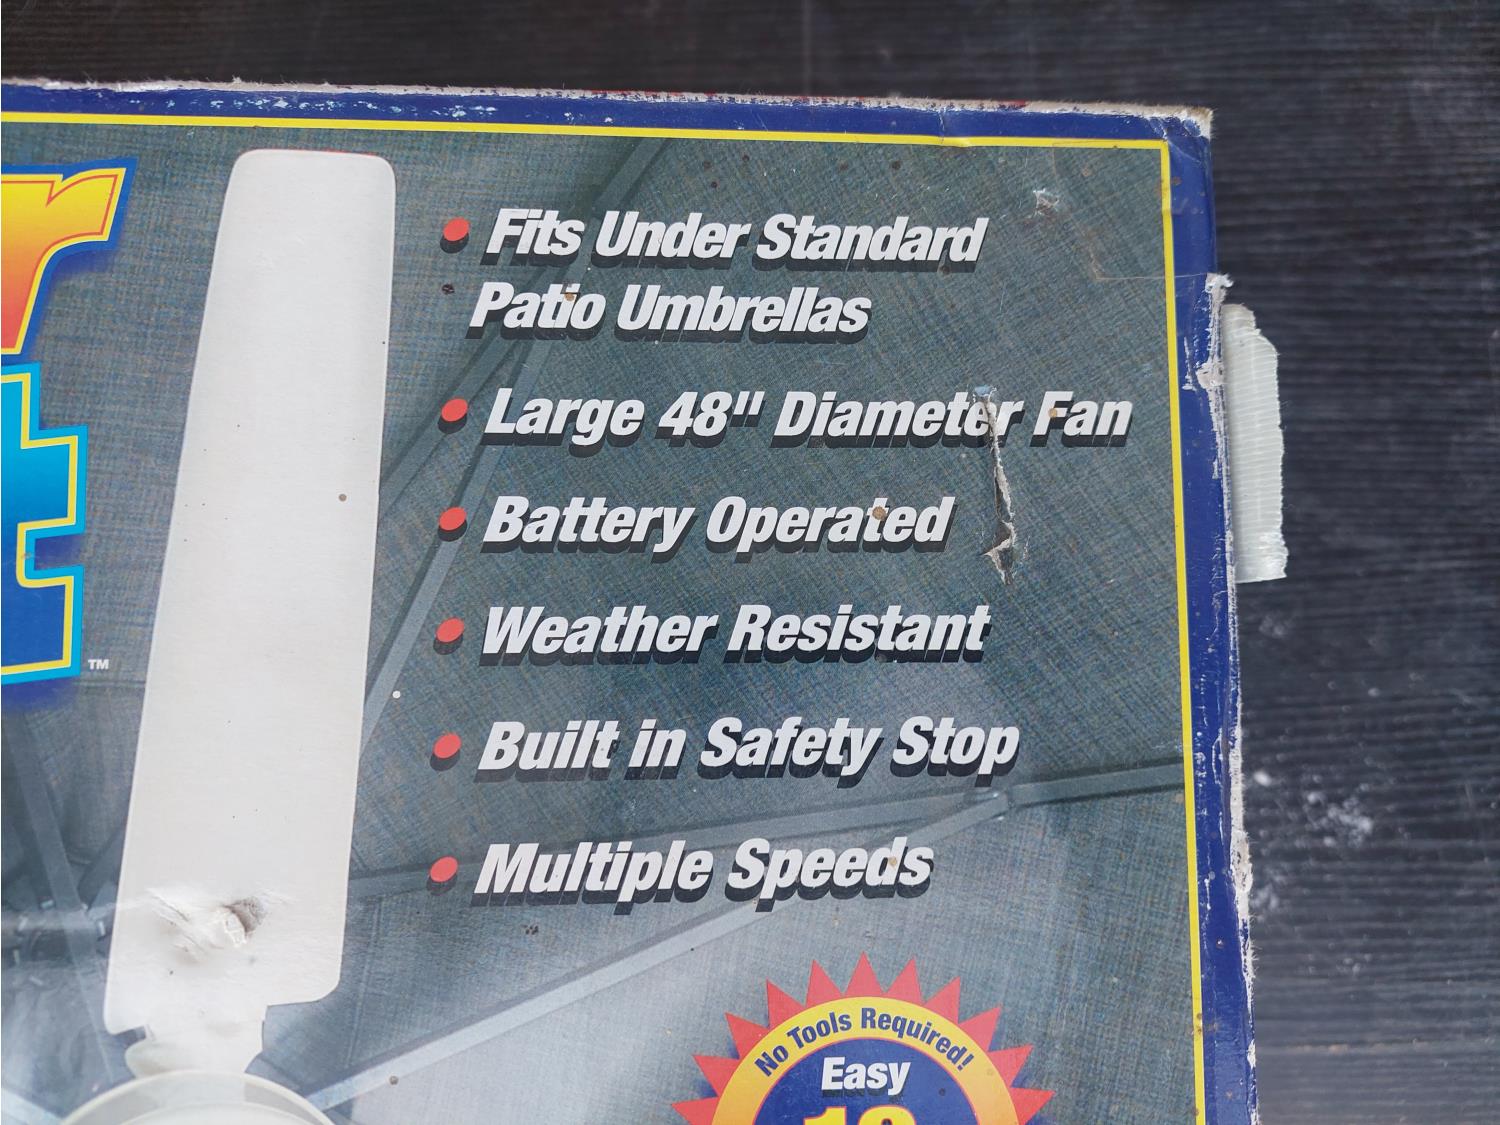 Fits Under Standard
Patio Umbrellas
Large 48" Diameter Fan
Battery Operated
Weather Resistant
Built in Safety Stop
Multiple Speeds
TM
No Tools Required!
Easy